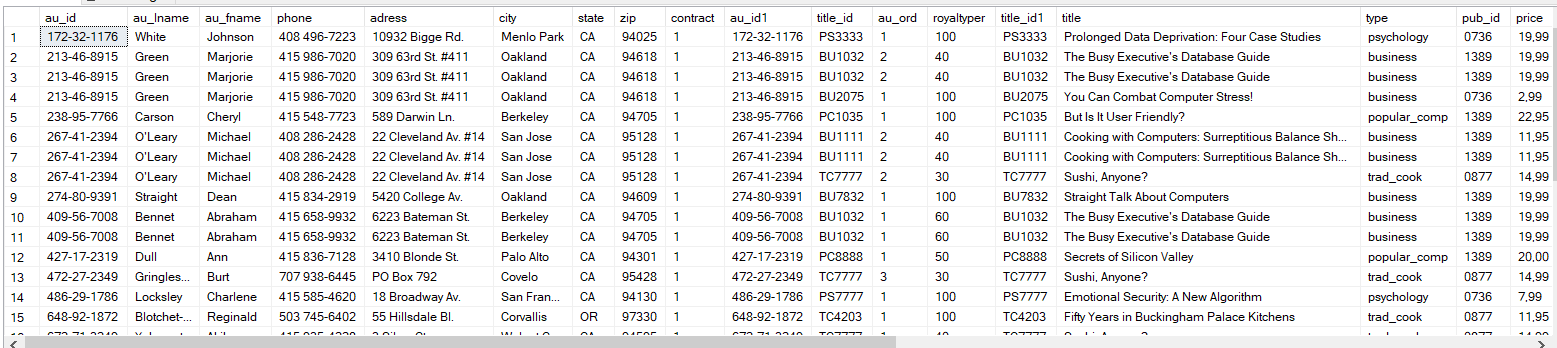 au_id au_lname au_fname phone adress city state zip contract au_id1 title_id au_ord royaltyper title_id1 title type pub_id price
1 172-32-1176 White Johnson 408 496-7223 10932 Bigge Rd. Menlo Park CA 94025 1 172-32-1176 PS3333 1 100 PS3333 Prolonged Data Deprivation: Four Case Studies psychology 0736 19,99
2 213-46-8915 Green Marjorie 415 986-7020 309 63rd St. #411 Oakland CA 94618 1 213-46-8915 BU1032 2 40 BU1032 The Busy Executive's Database Guide business 1389 19,99
3 213-46-8915 Green Marjorie 415 986-7020 309 63rd St. #411 Oakland CA 94618 1 213-46-8915 BU1032 2 40 BU1032 The Busy Executive's Database Guide business 1389 19,99
4 213-46-8915 Green Marjorie 415 986-7020 309 63rd St. #411 Oakland CA 94618 1 213-46-8915 BU2075 1 100 BU2075 You Can Combat Computer Stress! business 0736 2,99
5 238-95-7766 Carson Cheryl 415 548-7723 589 Darwin Ln. Berkeley CA 94705 1 238-95-7766 PC1035 1 100 PC1035 But Is It User Friendly? popular_comp 1389 22,95
6 267-41-2394 O'Leary Michael 408 286-2428 22 Cleveland Av. #14 San Jose CA 95128 1 267-41-2394 BU1111 2 40 BU1111 Cooking with Computers: Surreptitious Balance Sh... business 1389 11,95
7 267-41-2394 O'Leary Michael 408 286-2428 22 Cleveland Av. #14 San Jose CA 95128 1 267-41-2394 BU1111 2 40 BU1111 Cooking with Computers: Surreptitious Balance Sh... business 1389 11,95
8 267-41-2394 O'Leary Michael 408 286-2428 22 Cleveland Av. #14 San Jose CA 95128 1 267-41-2394 TC7777 2 30 TC7777 Sushi, Anyone? trad_cook 0877 14,99
9 274-80-9391 Straight Dean 415 834-2919 5420 College Av. Oakland CA 94609 1 274-80-9391 BU7832 1 100 BU7832 Straight Talk About Computers business 1389 19,99
10 409-56-7008 Bennet Abraham 415 658-9932 6223 Bateman St. Berkeley CA 94705 1 409-56-7008 BU1032 1 60 BU1032 The Busy Executive's Database Guide business 1389 19,99
11 409-56-7008 Bennet Abraham 415 658-9932 6223 Bateman St. Berkeley CA 94705 1 409-56-7008 BU1032 1 60 BU1032 The Busy Executive's Database Guide business 1389 19,99
12 427-17-2319 Dull Ann 415 836-7128 3410 Blonde St. Palo Alto CA 94301 1 427-17-2319 PC8888 1 50 PC8888 Secrets of Silicon Valley popular_comp 1389 20,00
13 472-27-2349 Gringles... Burt 707 938-6445 PO Box 792 Covelo CA 95428 1 472-27-2349 TC7777 3 30 TC7777 Sushi, Anyone? trad_cook 0877 14,99
14 486-29-1786 Locksley Charlene 415 585-4620 18 Broadway Av. San Fran... CA 94130 1 486-29-1786 PS7777 1 100 PS7777 Emotional Security: A New Algorithm psychology 0736 7,99
15 648-92-1872 Blotchet-... Reginald 503 745-6402 55 Hillsdale Bl. Corvallis OR 97330 1 648-92-1872 TC4203 1 100 TC4203 Fifty Years in Buckingham Palace Kitchens trad_cook 0877 11,95